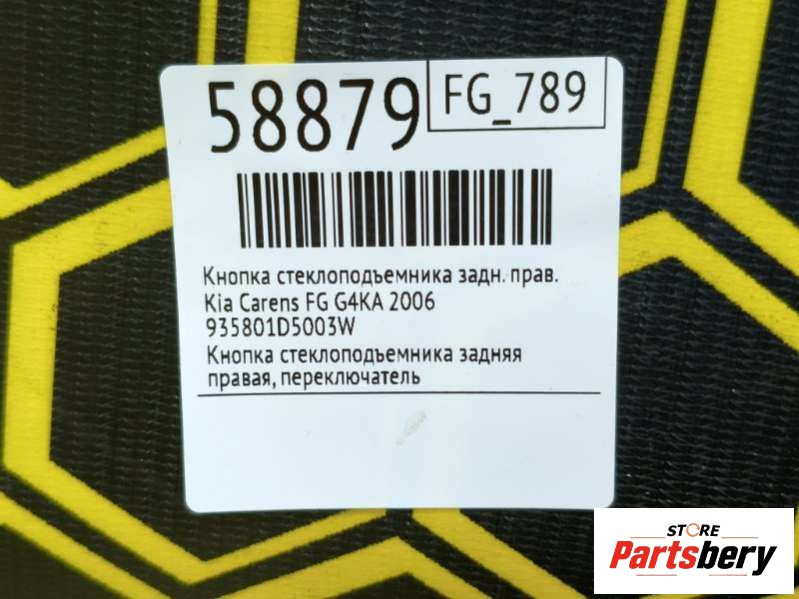 58879
FG_789
Кнопка стеклоподъемника задн. прав.
Kia Carens FG G4KA 2006
935801D5003W
Кнопка стеклоподъемника задняя
правая, переключатель
STORE
Partsbery